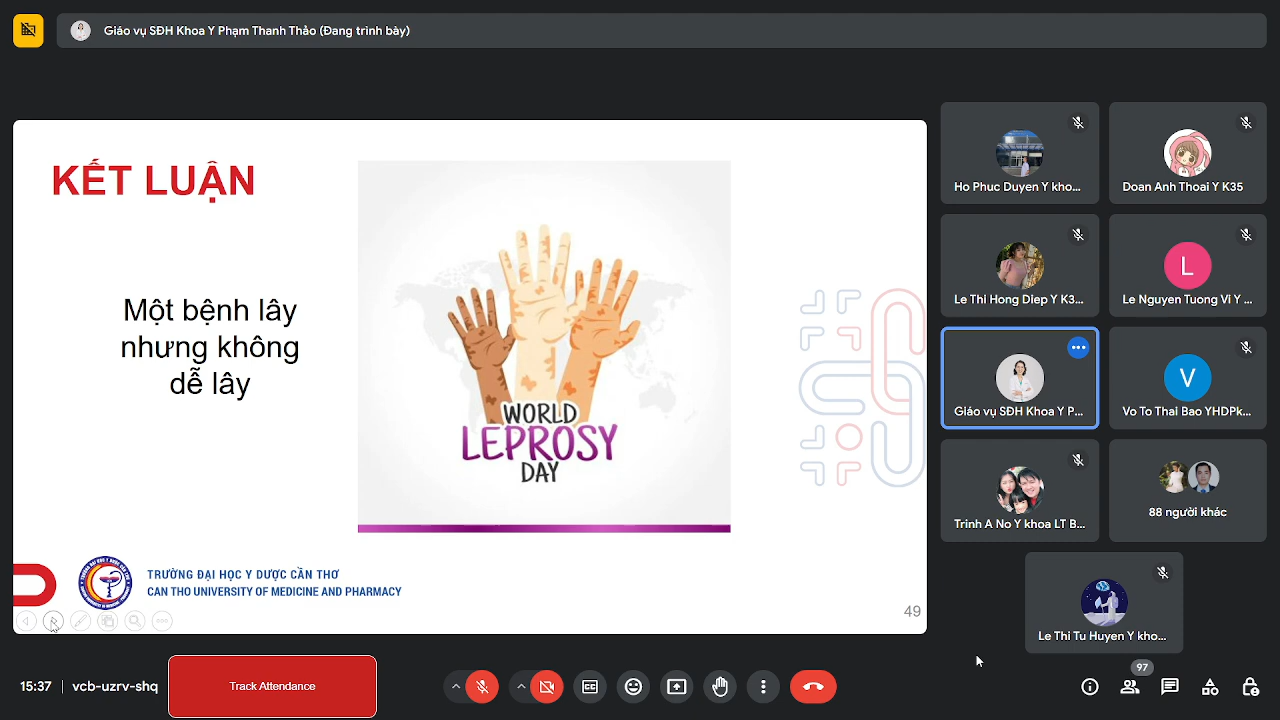 Giáo vụ SĐH Khoa Y Phạm Thanh Thảo (Đang trình bày)
KẾT LUẬN
Một bệnh lây
nhưng không
dễ lây
WORLD
LEPROSY
DAY
TRƯỜNG ĐẠI HỌC Y DƯỢC CẦN THƠ
CAN THO UNIVERSITY OF MEDICINE AND PHARMACY
49
Ho Phuc Duyen Y kho...
Doan Anh Thoai Y K35
Le Thi Hong Diep Y K3...
Le Nguyen Tuong Vi Y ...
L
Giáo vụ SĐH Khoa Y P...
V
Vo To Thai Bao YHDPk...
Trinh A No Y khoa LT B...
88 người khác
Le Thi Tu Huyen Y kho...
15:37
vcb-uzrv-shq
Track Attendance
97